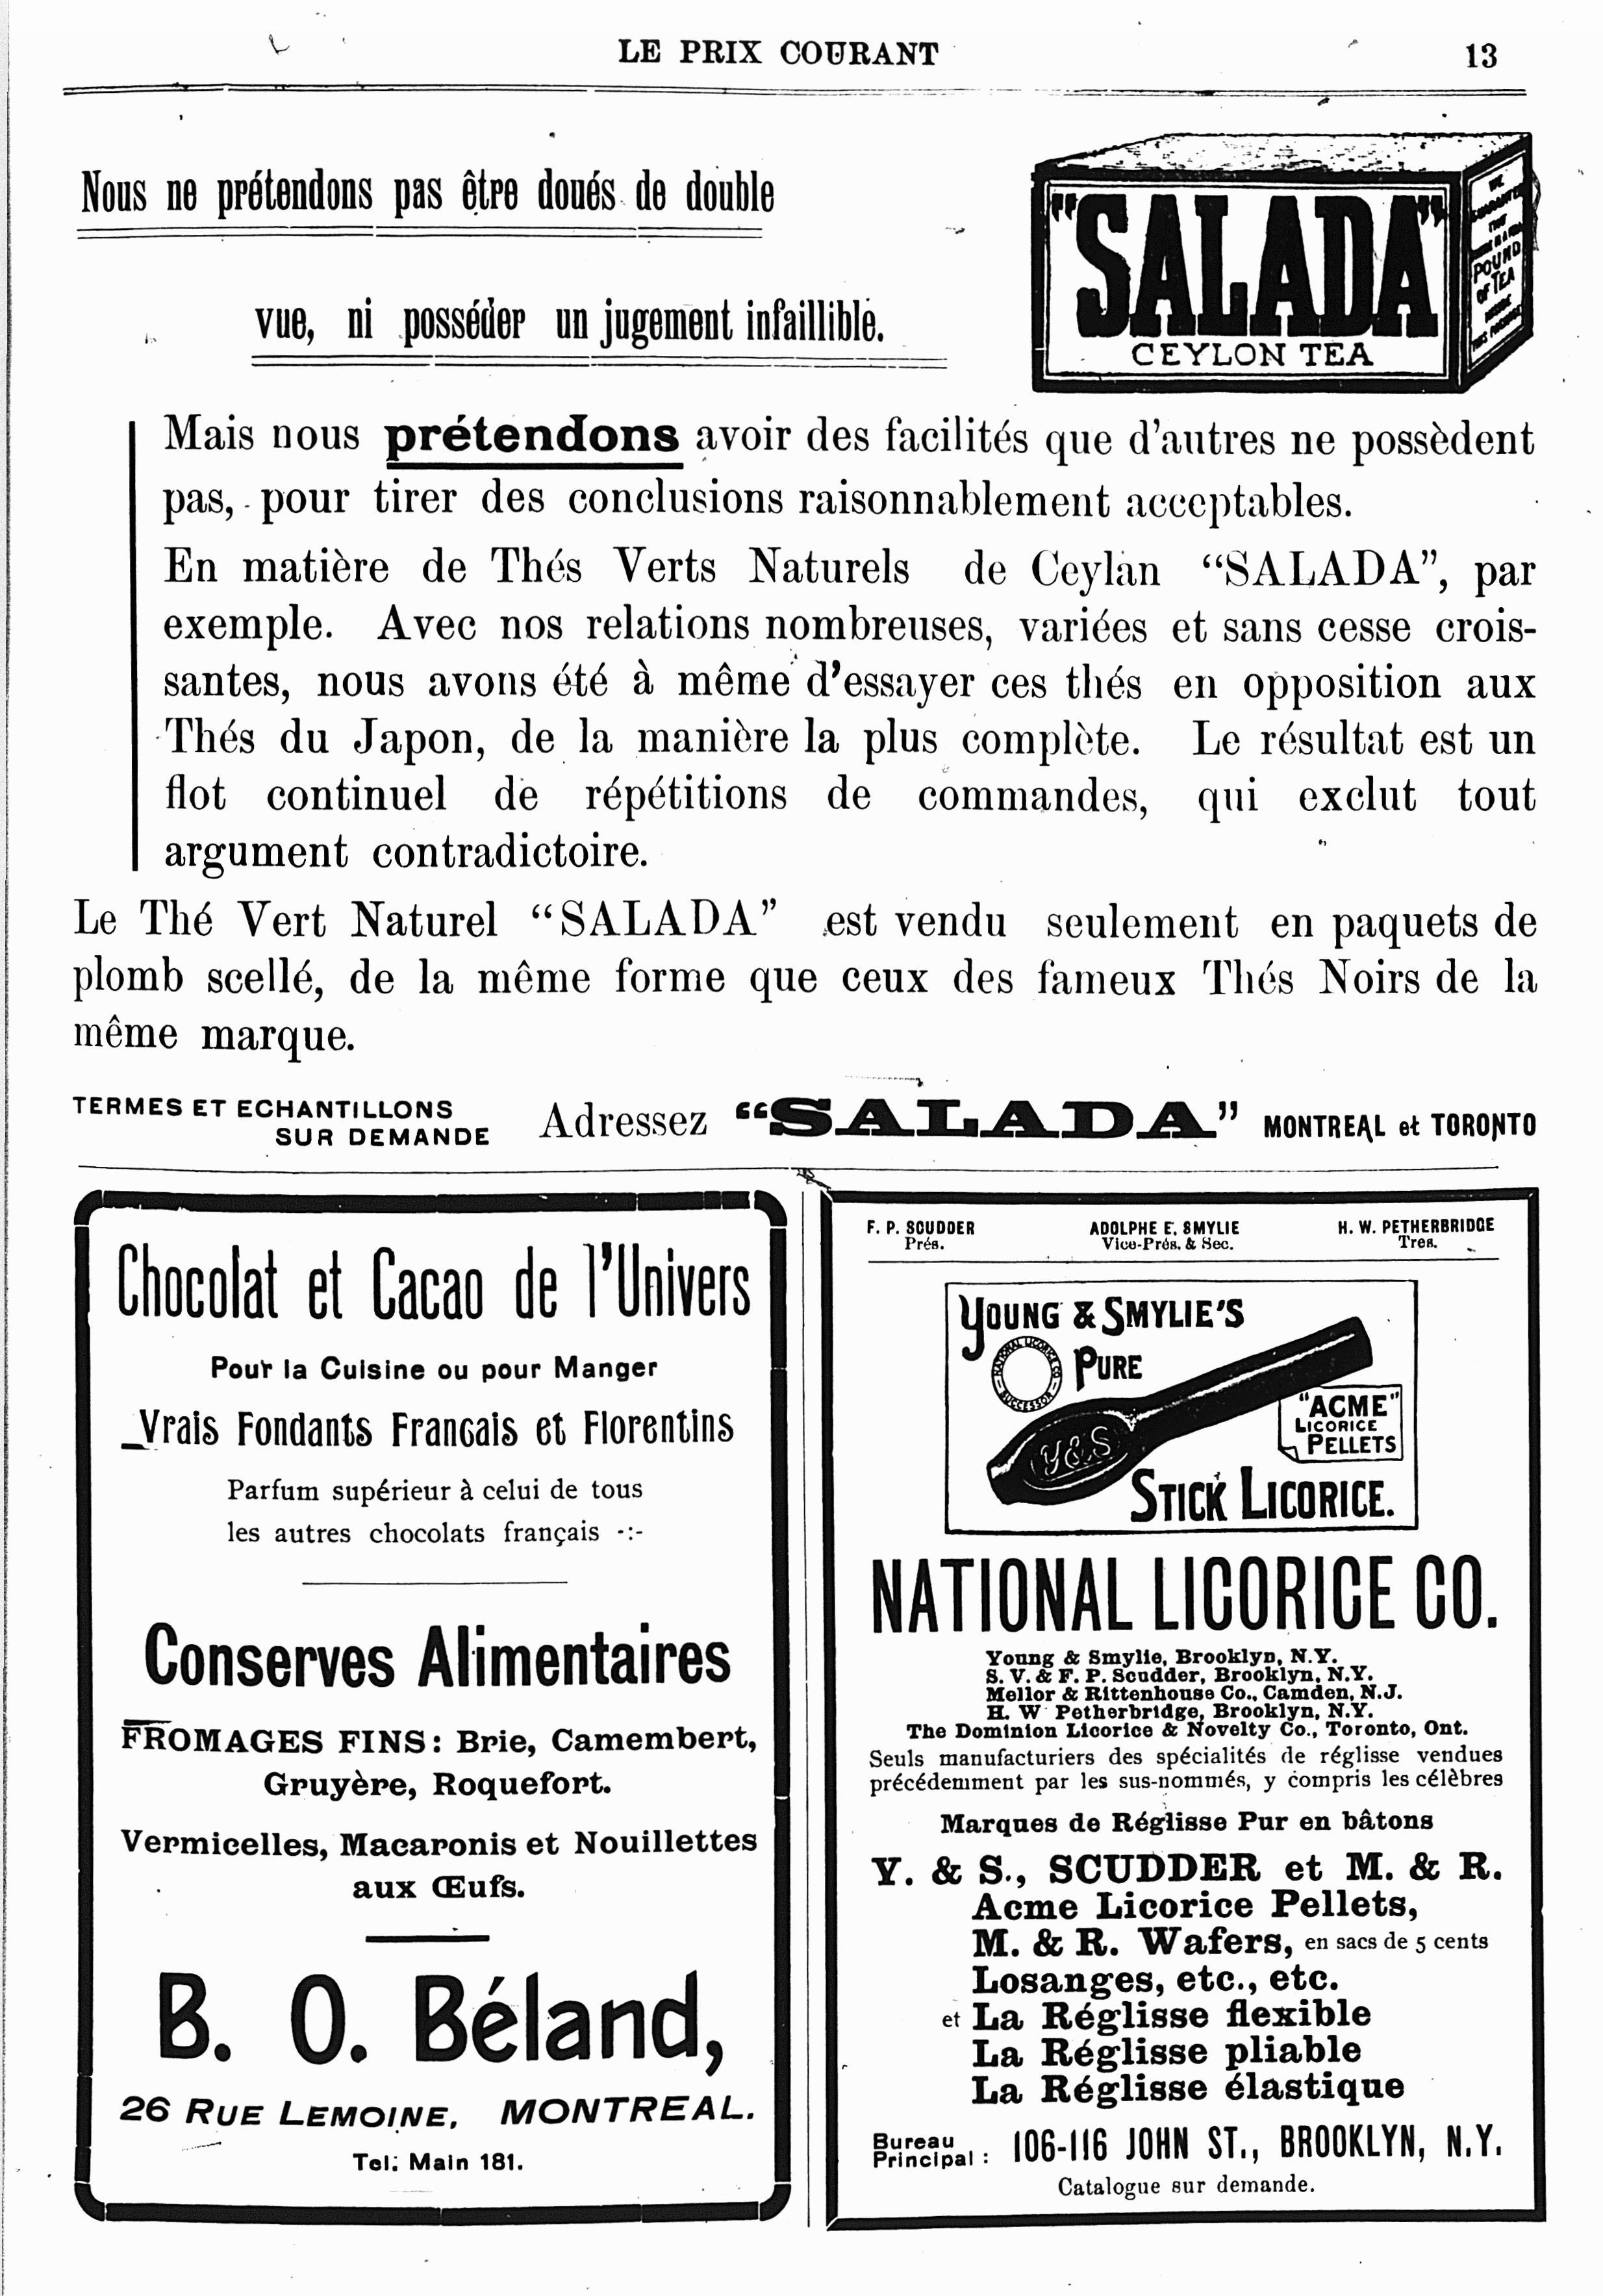 LE PRIX COURANT
13
Nous ne prétendons pas être doués de double
vue, ni posséder un jugement infaillible.
"SALADA"
CEYLON TEA
WE
GUARANTEE
THAT
POUND
OF TEA
INSIDE
THIS PACKAGE
Mais nous prétendons avoir des facilités que d'autres ne possèdent
pas, pour tirer des conclusions raisonnablement acceptables.
En matière de Thés Verts Naturels de Ceylan "SALADA", par
exemple. Avec nos relations nombreuses, variées et sans cesse crois-
santes, nous avons été à même d'essayer ces thés en opposition aux
Thés du Japon, de la manière la plus complète. Le résultat est un
flot continuel de répétitions de commandes, qui exclut tout
argument contradictoire.
Le Thé Vert Naturel "SALADA" est vendu seulement en paquets de
plomb scellé, de la même forme que ceux des fameux Thés Noirs de la
même marque.
TERMES ET ECHANTILLONS
SUR DEMANDE
Adressez "SALADA" MONTREAL et TORONTO
Chocolat et Cacao de l'Univers
Pour la Cuisine ou pour Manger
Vrais Fondants Francais et Florentins
Parfum supérieur à celui de tous
les autres chocolats français -:-
Conserves Alimentaires
FROMAGES FINS: Brie, Camembert,
Gruyère, Roquefort.
Vermicelles, Macaronis et Nouillettes
aux Œufs.
B. O. Béland,
26 RUE LEMOINE, MONTREAL.
Tel. Main 181.
F. P. SCUDDER
Prés.
ADOLPHE E. SMYLIE
Vice-Prés. & Sec.
H. W. PETHERBRIDGE
Tres.
YOUNG & SMYLIE'S
PURE
NATIONAL LICORICE CO
SUCCESSOR
Y&S
"ACME"
LICORICE
PELLETS
STICK LICORICE.
NATIONAL LICORICE CO.
Young & Smylie, Brooklyn, N.Y.
S. V. & F. P. Scudder, Brooklyn, N.Y.
Mellor & Rittenhouse Co., Camden, N.J.
H. W Petherbridge, Brooklyn, N.Y.
The Dominion Licorice & Novelty Co., Toronto, Ont.
Seuls manufacturiers des spécialités de réglisse vendues
précédemment par les sus-nommés, y compris les célèbres
Marques de Réglisse Pur en bâtons
Y. & S., SCUDDER et M. & R.
Acme Licorice Pellets,
M. & R. Wafers, en sacs de 5 cents
Losanges, etc., etc.
et La Réglisse flexible
La Réglisse pliable
La Réglisse élastique
Bureau
Principal : 106-116 JOHN ST., BROOKLYN, N.Y.
Catalogue sur demande.